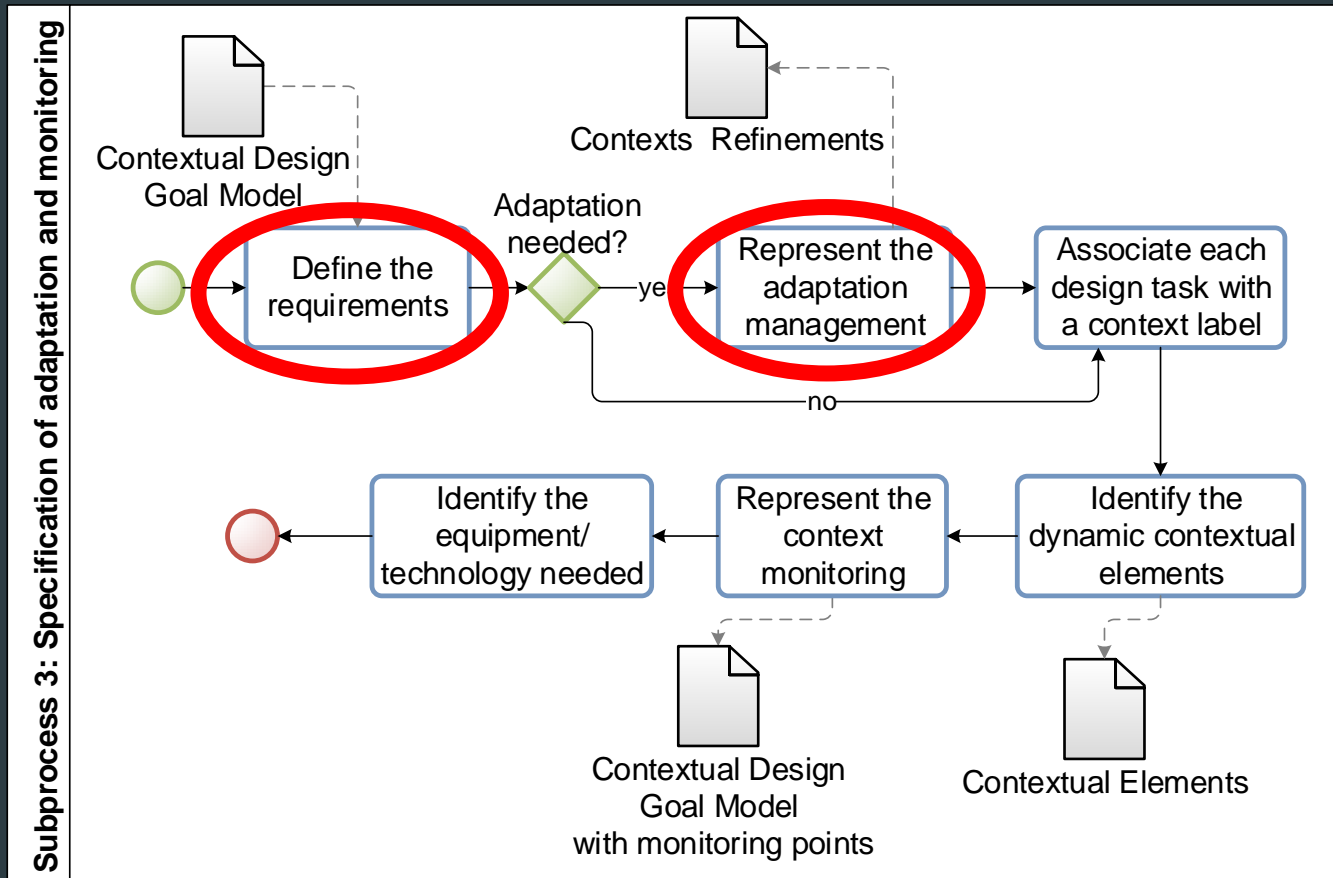 Subprocess 3: Specification of adaptation and monitoring
Contextual Design
Goal Model
Contexts Refinements
Adaptation
needed?
Define the
requirements
ye
Represent the
adaptation
management
Associate each
design task with
a context label
no
Identify the
equipment/
technology needed
Represent the
context
monitoring
Identify the
dynamic contextual
elements
Contextual Design
Goal Model
with monitoring points
Contextual Elements